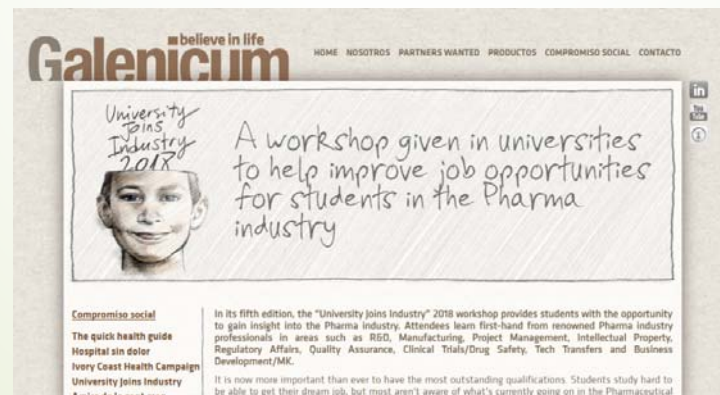 believe in life
Galenicum
HOME NOSOTROS PARTNERS WANTED PRODUCTOS COMPROMISO SOCIAL CONTACTO
in
You
Tube
University
Joins
Industry
2018
A workshop given in universities
to help improve job opportunities
for students in the Pharma
industry
Compromiso social
The quick health guide
Hospital sin dolor
Ivory Coast Health Campaign
University Joins Industry
In its fifth edition, the "University Joins Industry" 2018 workshop provides students with the opportunity
to gain insight into the Pharma industry. Attendees learn first-hand from renowned Pharma industry
professionals in areas such as R&D, Manufacturing, Project Management, Intellectual Property,
Regulatory Affairs, Quality Assurance, Clinical Trials/Drug Safety, Tech Transfers and Business
Development/MK.
It is now more important than ever to have the most outstanding qualifications. Students study hard to
be able to get their dream job, but most aren't aware of what's currently going on in the Pharmaceutical